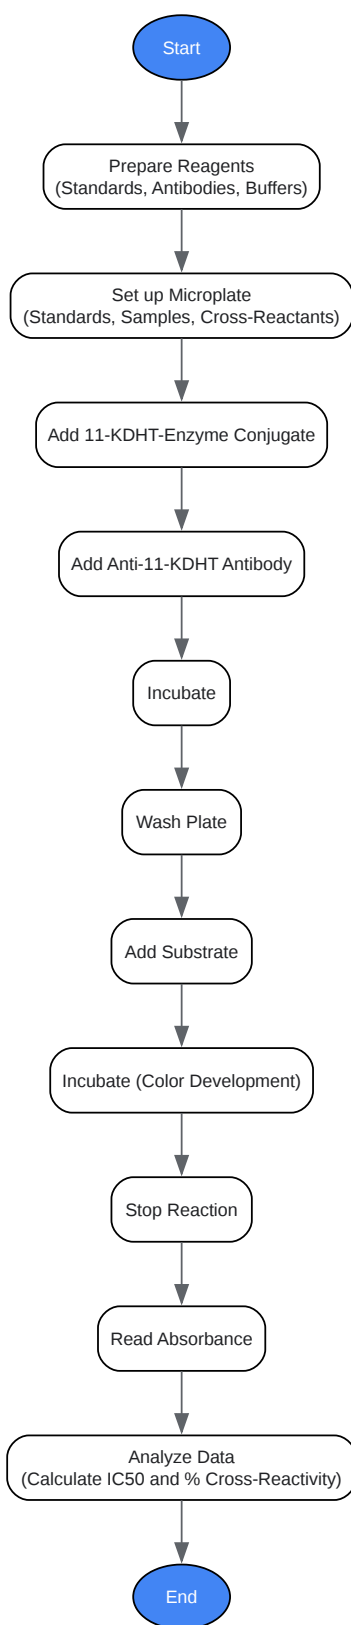 Start
Prepare Reagents
(Standards, Antibodies, Buffers)
Set up Microplate
(Standards, Samples, Cross-Reactants)
Add 11-KDHT-Enzyme Conjugate
Add Anti-11-KDHT Antibody
Incubate
Wash Plate
Add Substrate
Incubate (Color Development)
Stop Reaction
Read Absorbance
Analyze Data
(Calculate IC50 and % Cross-Reactivity)
End